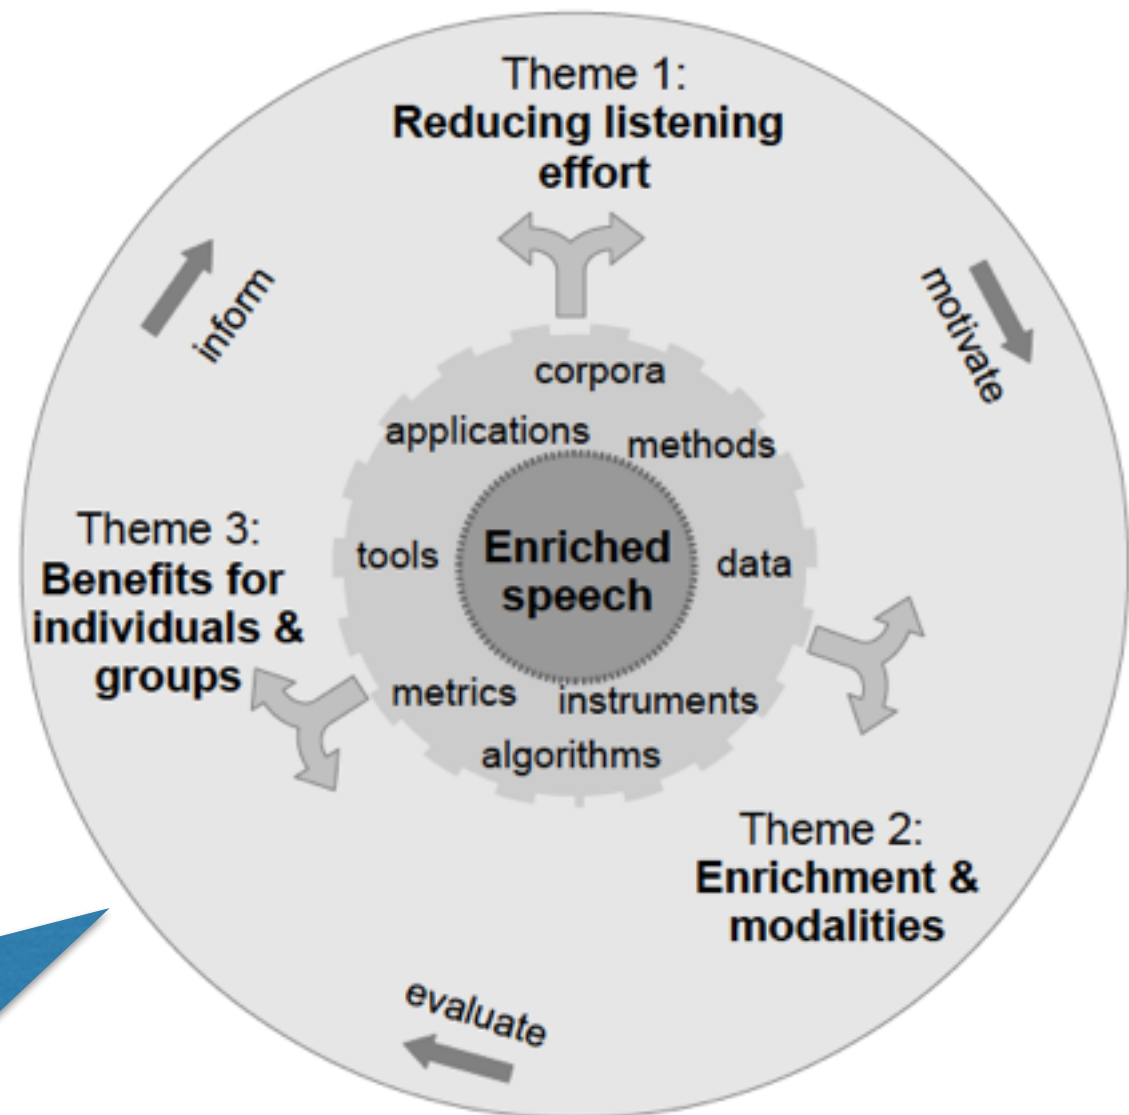 Theme 1:
Reducing listening
effort
inform
motivate
corpora
applications
methods
Theme 3:
Benefits for
individuals &
groups
tools
Enriched
speech
data
metrics
instruments
algorithms
Theme 2:
Enrichment &
modalities
evaluate